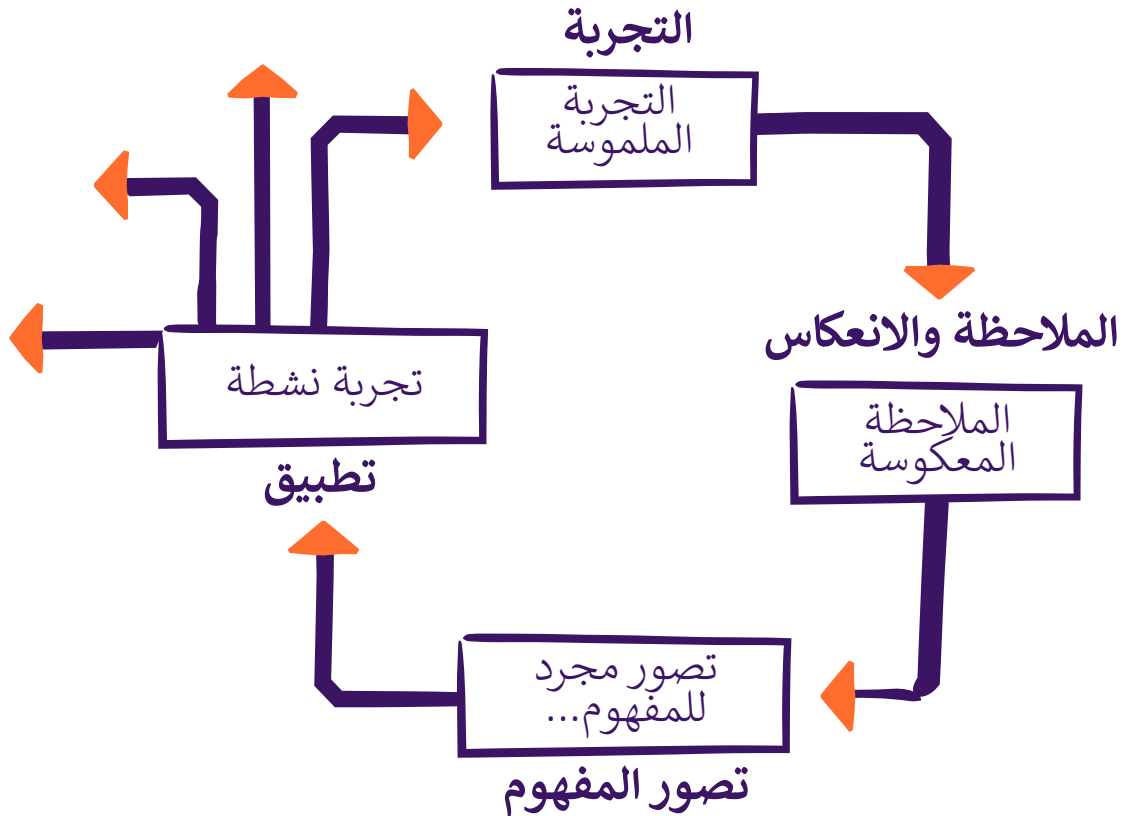 التجربة
التجربة
الملموسة
الملاحظة والانعكاس
الملاحظة
المعكوسة
تصور مجرد
للمفهوم...
تصور المفهوم
تطبيق
تجربة نشطة